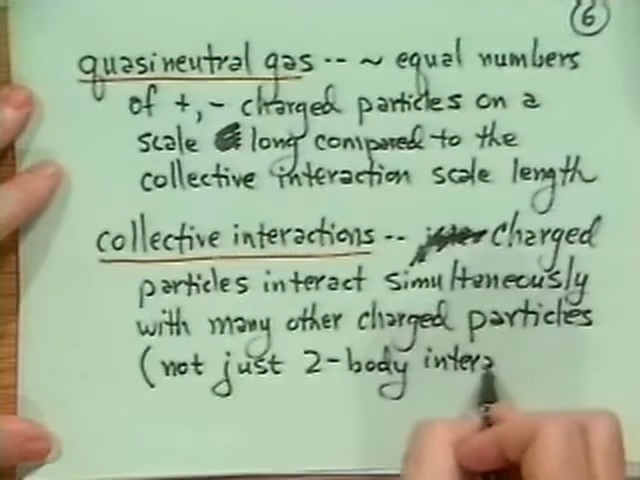 6
quasineutral gas -- ~ equal numbers
of +, - charged particles on a
scale long compared to the
collective interaction scale length
collective interactions -- charged
particles interact simultaneously
with many other charged particles
(not just 2-body intera